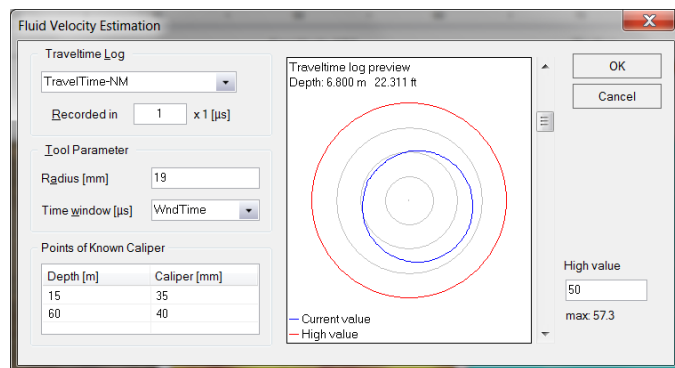 Fluid Velocity Estimation
X
Traveltime Log
TravelTime-NM
Recorded in 1 x 1 [µs]
Tool Parameter
Radius [mm] 19
Time window [µs] WndTime
Points of Known Caliper
Depth [m] Caliper [mm]
15 35
60 40
Traveltime log preview
Depth: 6.800 m 22.311 ft
Current value
High value
OK
Cancel
High value
50
max: 57.3